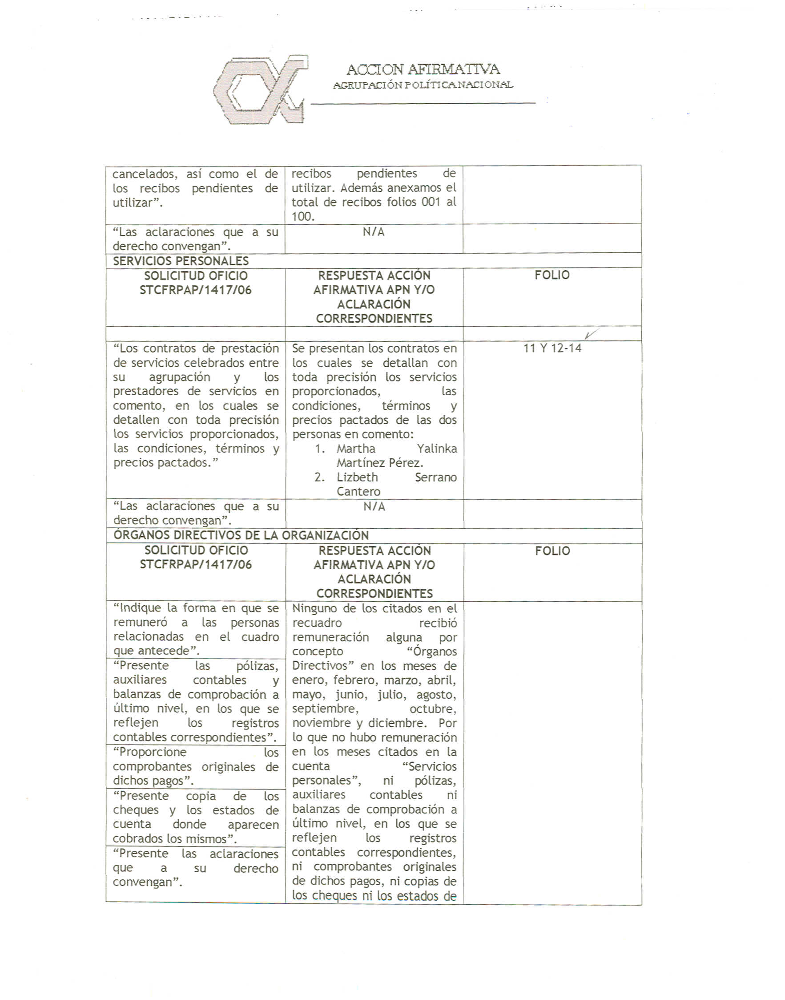 ACCION AFIRMATIVA
AGRUPACIÓN POLÍTICA NACIONAL
cancelados, así como el de
los recibos pendientes de
utilizar”.
recibos pendientes de
utilizar. Además anexamos el
total de recibos folios 001 al
100.
“Las aclaraciones que a su
derecho convengan”.
N/A
SERVICIOS PERSONALES
SOLICITUD OFICIO
STCFRPAP/1417/06
RESPUESTA ACCIÓN
AFIRMATIVA APN Y/O
ACLARACIÓN
CORRESPONDIENTES
FOLIO
“Los contratos de prestación
de servicios celebrados entre
su agrupación y los
prestadores de servicios en
comento, en los cuales se
detallen con toda precisión
los servicios proporcionados,
las condiciones, términos y
precios pactados.”
Se presentan los contratos en
los cuales se detallan con
toda precisión los servicios
proporcionados, las
condiciones, términos y
precios pactados de las dos
personas en comento:
1. Martha Yalinka
Martínez Pérez.
2. Lizbeth Serrano
Cantero
11 Y 12-14
“Las aclaraciones que a su
derecho convengan”.
N/A
ÓRGANOS DIRECTIVOS DE LA ORGANIZACIÓN
SOLICITUD OFICIO
STCFRPAP/1417/06
RESPUESTA ACCIÓN
AFIRMATIVA APN Y/O
ACLARACIÓN
CORRESPONDIENTES
FOLIO
“Indique la forma en que se
remuneró a las personas
relacionadas en el cuadro
que antecede”.
“Presente las pólizas,
auxiliares contables y
balanzas de comprobación a
último nivel, en los que se
reflejen los registros
contables correspondientes”.
“Proporcione los
comprobantes originales de
dichos pagos”.
“Presente copia de los
cheques y los estados de
cuenta donde aparecen
cobrados los mismos”.
“Presente las aclaraciones
que a su derecho
convengan”.
Ninguno de los citados en el
recuadro recibió
remuneración alguna por
concepto “Órganos
Directivos” en los meses de
enero, febrero, marzo, abril,
mayo, junio, julio, agosto,
septiembre, octubre,
noviembre y diciembre. Por
lo que no hubo remuneración
en los meses citados en la
cuenta “Servicios
personales”, ni pólizas,
auxiliares contables ni
balanzas de comprobación a
último nivel, en los que se
reflejen los registros
contables correspondientes,
ni comprobantes originales
de dichos pagos, ni copias de
los cheques ni los estados de